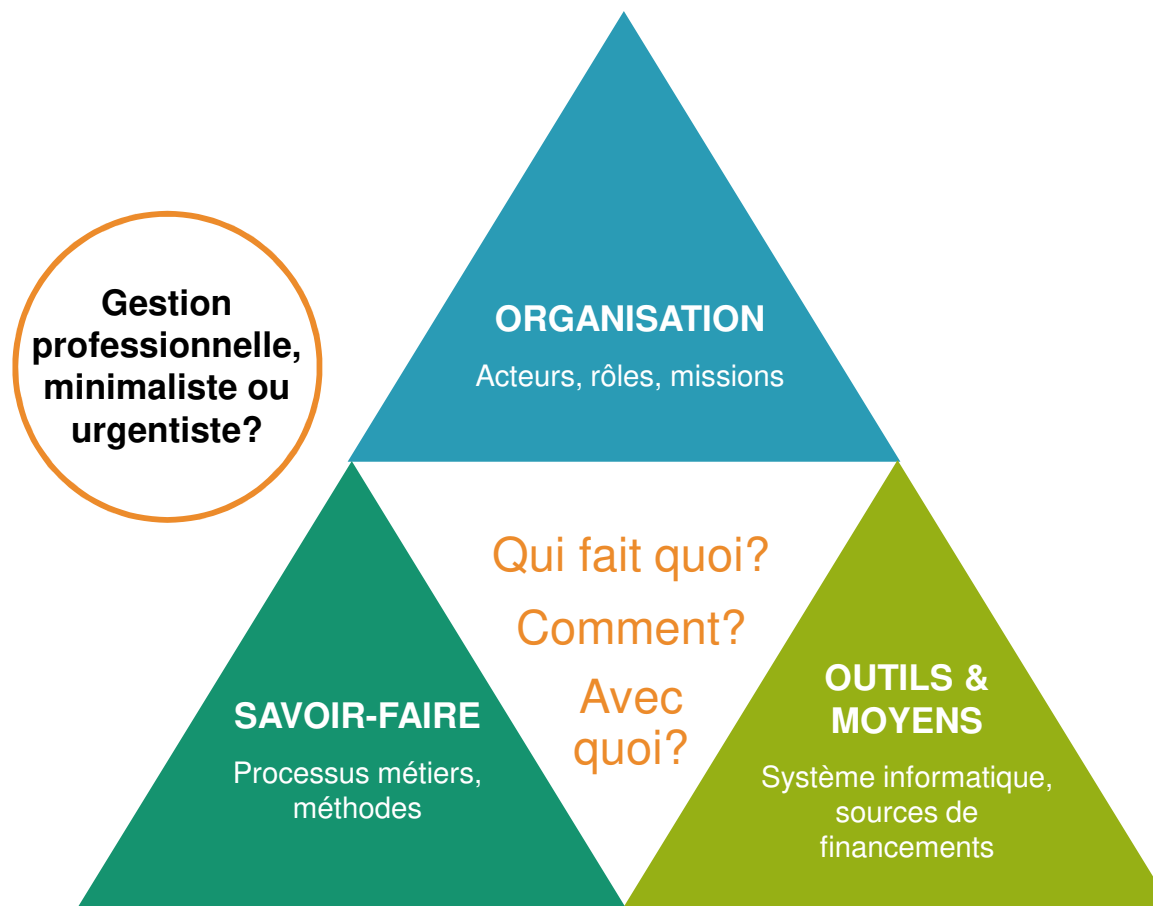 Gestion
professionnelle,
minimaliste ou
urgentiste?
ORGANISATION
Acteurs, rôles, missions
Qui fait quoi?
Comment?
Avec
quoi?
SAVOIR-FAIRE
Processus métiers,
méthodes
OUTILS &
MOYENS
Système informatique,
sources de
financements